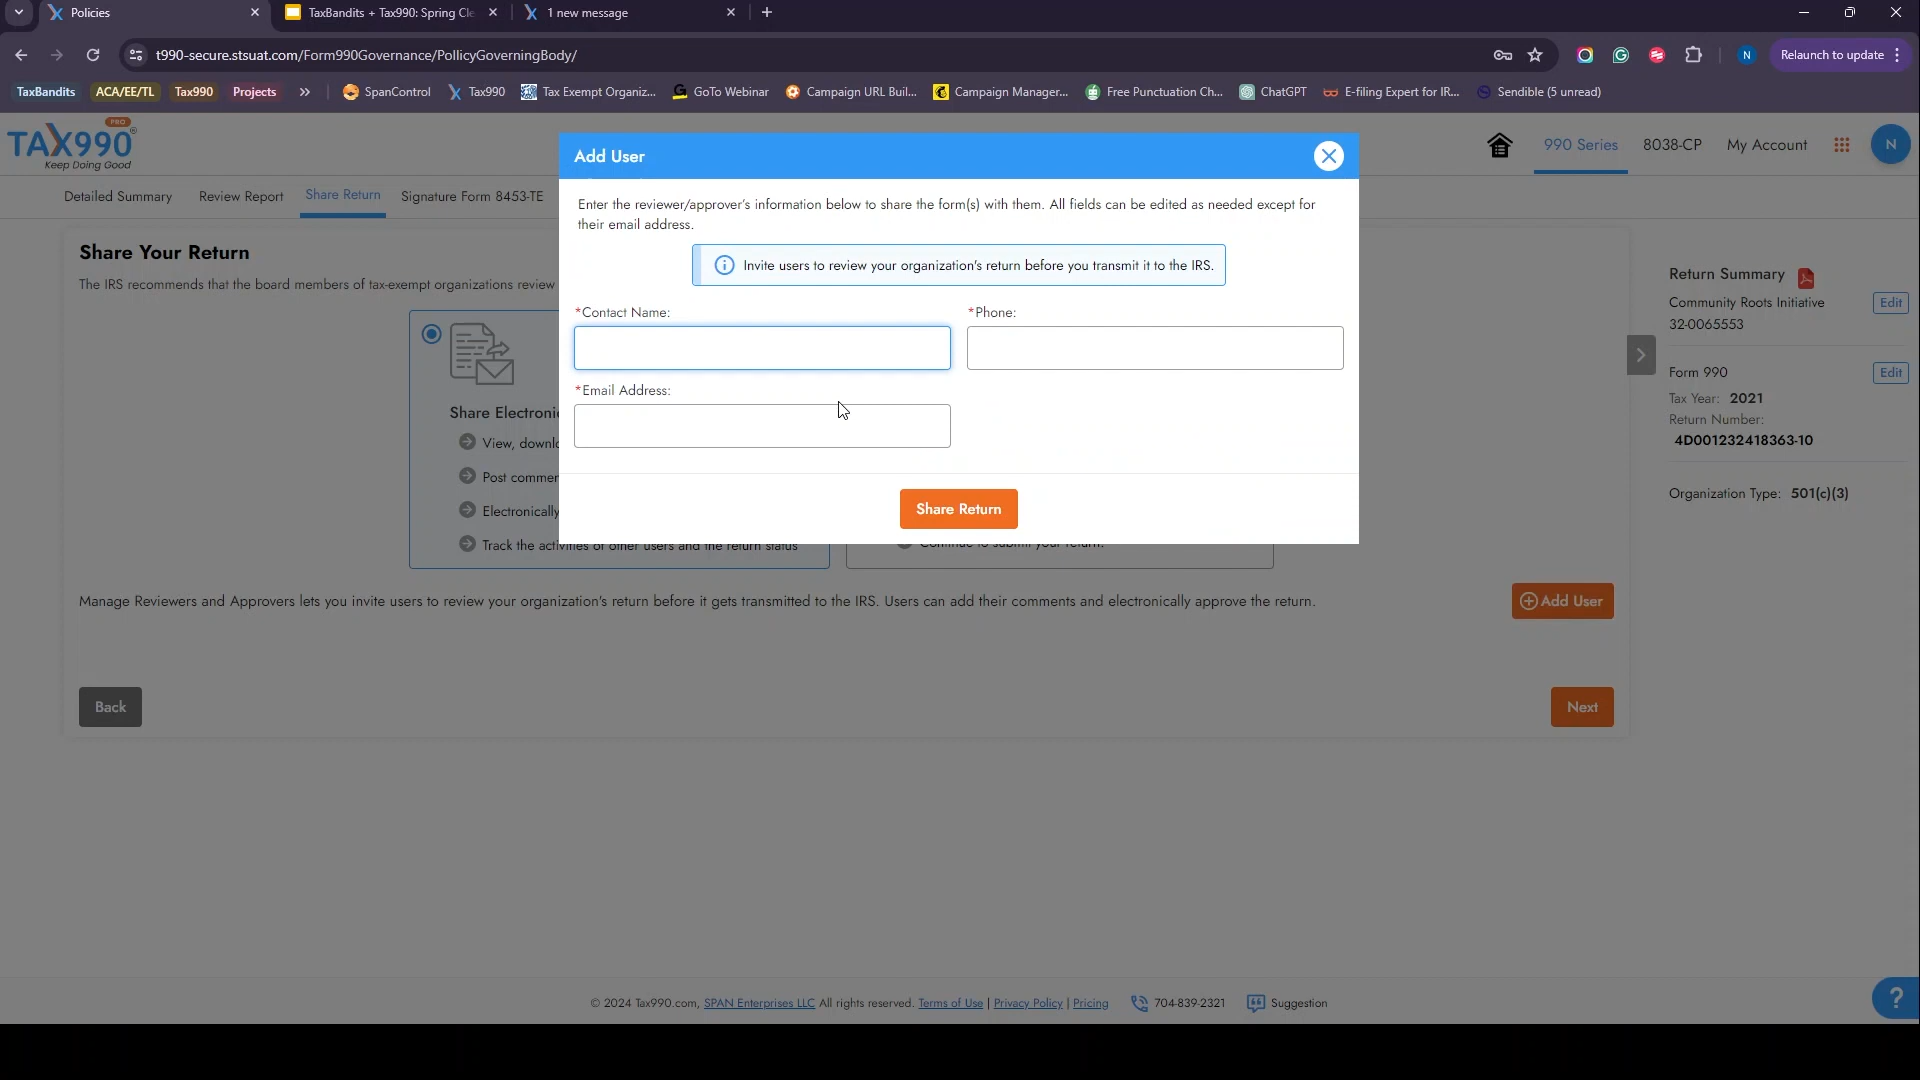 Policies
TaxBandits + Tax990: Spring Cle
1 new message
t990-secure.stsuat.com/Form990Governance/PollicyGoverningBody/
N
Relaunch to update
TaxBandits
ACA/EE/TL
Tax990
Projects
SpanControl
Tax990
Tax Exempt Organiz...
GoTo Webinar
Campaign URL Buil...
Campaign Manager...
Free Punctuation Ch...
ChatGPT
E-filing Expert for IR...
Sendible (5 unread)
PRO
TAX990®
Keep Doing Good
990 Series
8038-CP
My Account
N
Detailed Summary
Review Report
Share Return
Signature Form 8453-TE
Add User
Enter the reviewer/approver's information below to share the form(s) with them. All fields can be edited as needed except for
their email address.
Invite users to review your organization's return before you transmit it to the IRS.
*Contact Name:
*Phone:
*Email Address:
Share Return
Share Your Return
The IRS recommends that the board members of tax-exempt organizations review
Share Electroni
View, downl
Post commer
Electronically
Track the activities of other users and the return status
Continue to submit your return.
Manage Reviewers and Approvers lets you invite users to review your organization's return before it gets transmitted to the IRS. Users can add their comments and electronically approve the return.
Add User
Back
Next
Return Summary
Community Roots Initiative
Edit
32-0065553
Form 990
Edit
Tax Year: 2021
Return Number:
4D001232418363-10
Organization Type: 501(c)(3)
© 2024 Tax990.com, SPAN Enterprises LLC All rights reserved. Terms of Use | Privacy Policy | Pricing
704-839-2321
Suggestion
?